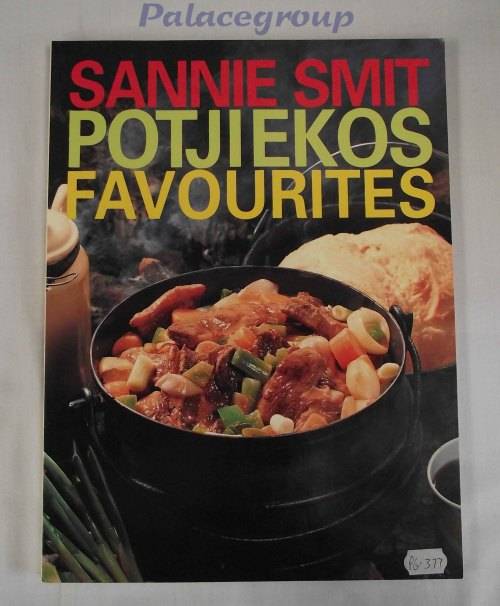 Palacegroup
SANNIE SMIT
POTJIEKOS
FAVOURITES
PG-377